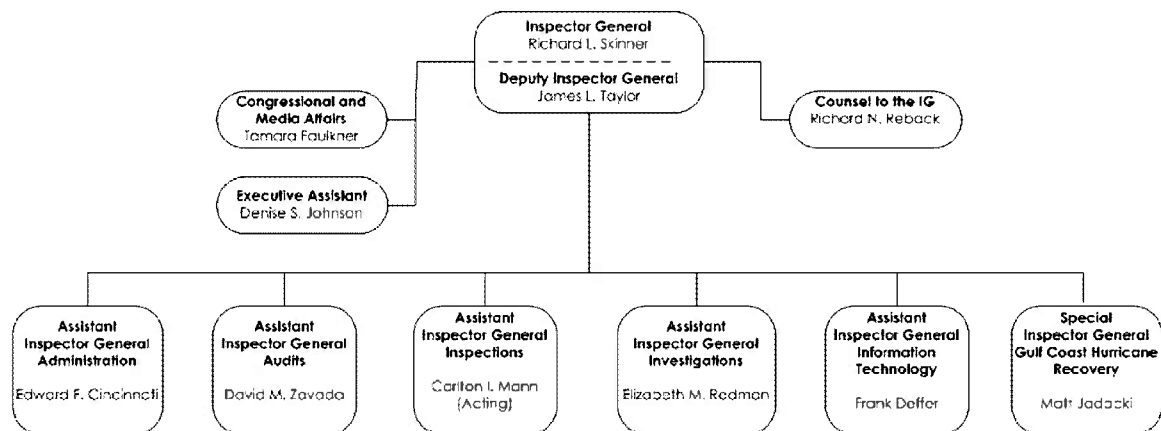 Inspector General
Richard L. Skinner
Deputy Inspector General
James L. Taylor
Congressional and
Media Affairs
Tamara Faulkner
Counsel to the IG
Richard N. Reback
Executive Assistant
Denise S. Johnson
Assistant
Inspector General
Administration
Edward F. Cincinnati
Assistant
Inspector General
Audits
David M. Zavada
Assistant
Inspector General
Inspections
Carlton I. Mann
(Acting)
Assistant
Inspector General
Investigations
Elizabeth M. Redman
Assistant
Inspector General
Information
Technology
Frank Deffer
Special
Inspector General
Gulf Coast Hurricane
Recovery
Matt Jadacki